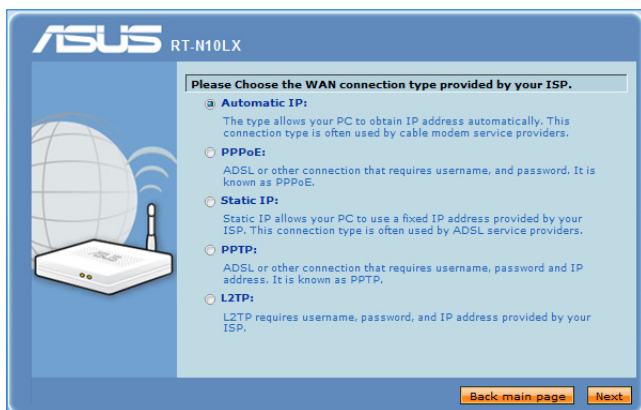 ASUS RT-N10LX
Please Choose the WAN connection type provided by your ISP.
Automatic IP:
The type allows your PC to obtain IP address automatically. This
connection type is often used by cable modem service providers.
PPPoE:
ADSL or other connection that requires username, and password. It is
known as PPPoE.
Static IP:
Static IP allows your PC to use a fixed IP address provided by your
ISP. This connection type is often used by ADSL service providers.
PPTP:
ADSL or other connection that requires username, password and IP
address. It is known as PPTP.
L2TP:
L2TP requires username, password, and IP address provided by your
ISP.
ASUS
Back main page Next